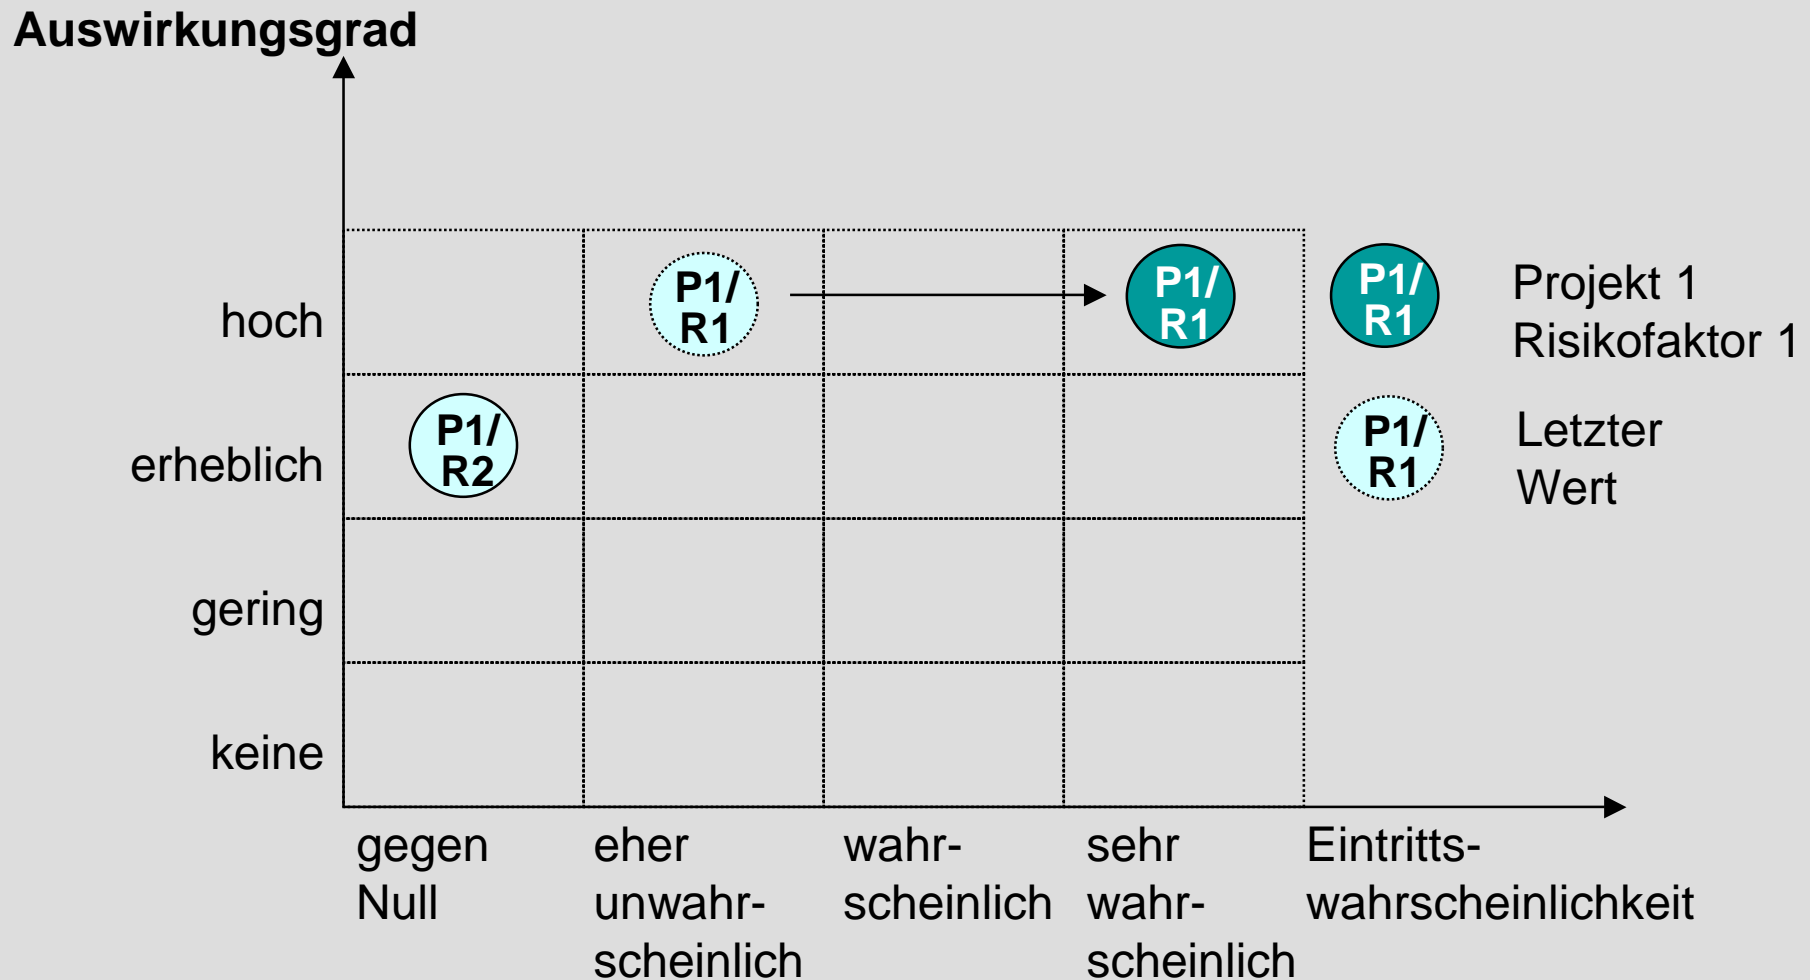 Auswirkungsgrad
hoch
P1/
R1
P1/
R1
P1/
R1
Projekt 1
Risikofaktor 1
erheblich
P1/
R2
P1/
R1
Letzter
Wert
gering
keine
gegen
Null
eher
unwahr-
scheinlich
wahr-
scheinlich
sehr
wahr-
scheinlich
Eintritts-
wahrscheinlichkeit